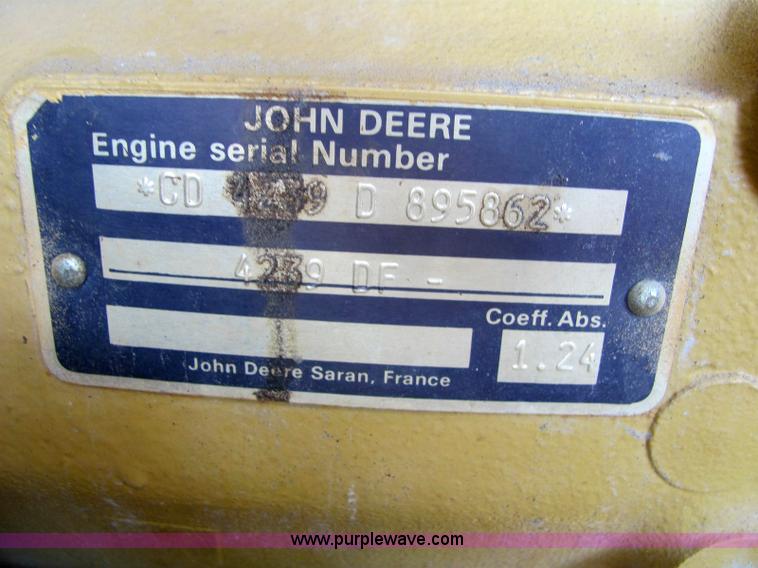 JOHN DEERE
Engine serial Number
*CD 4239 D 895862*
4239 DF -
Coeff. Abs.
1.24
John Deere Saran, France
www.purplewave.com